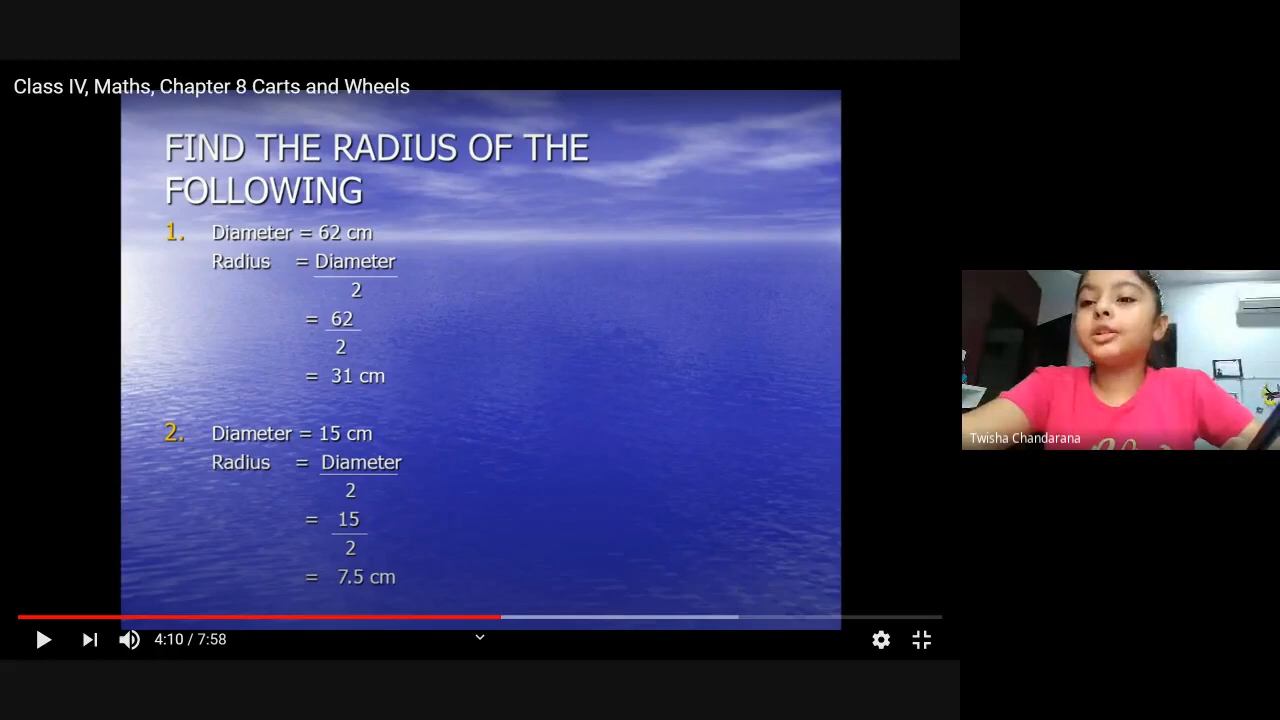 Class IV, Maths, Chapter 8 Carts and Wheels
FIND THE RADIUS OF THE
FOLLOWING
1. Diameter = 62 cm
Radius = Diameter
2
= 62
2
= 31 cm
2. Diameter = 15 cm
Radius = Diameter
2
= 15
2
= 7.5 cm
4:10 / 7:58
Twisha Chandarana